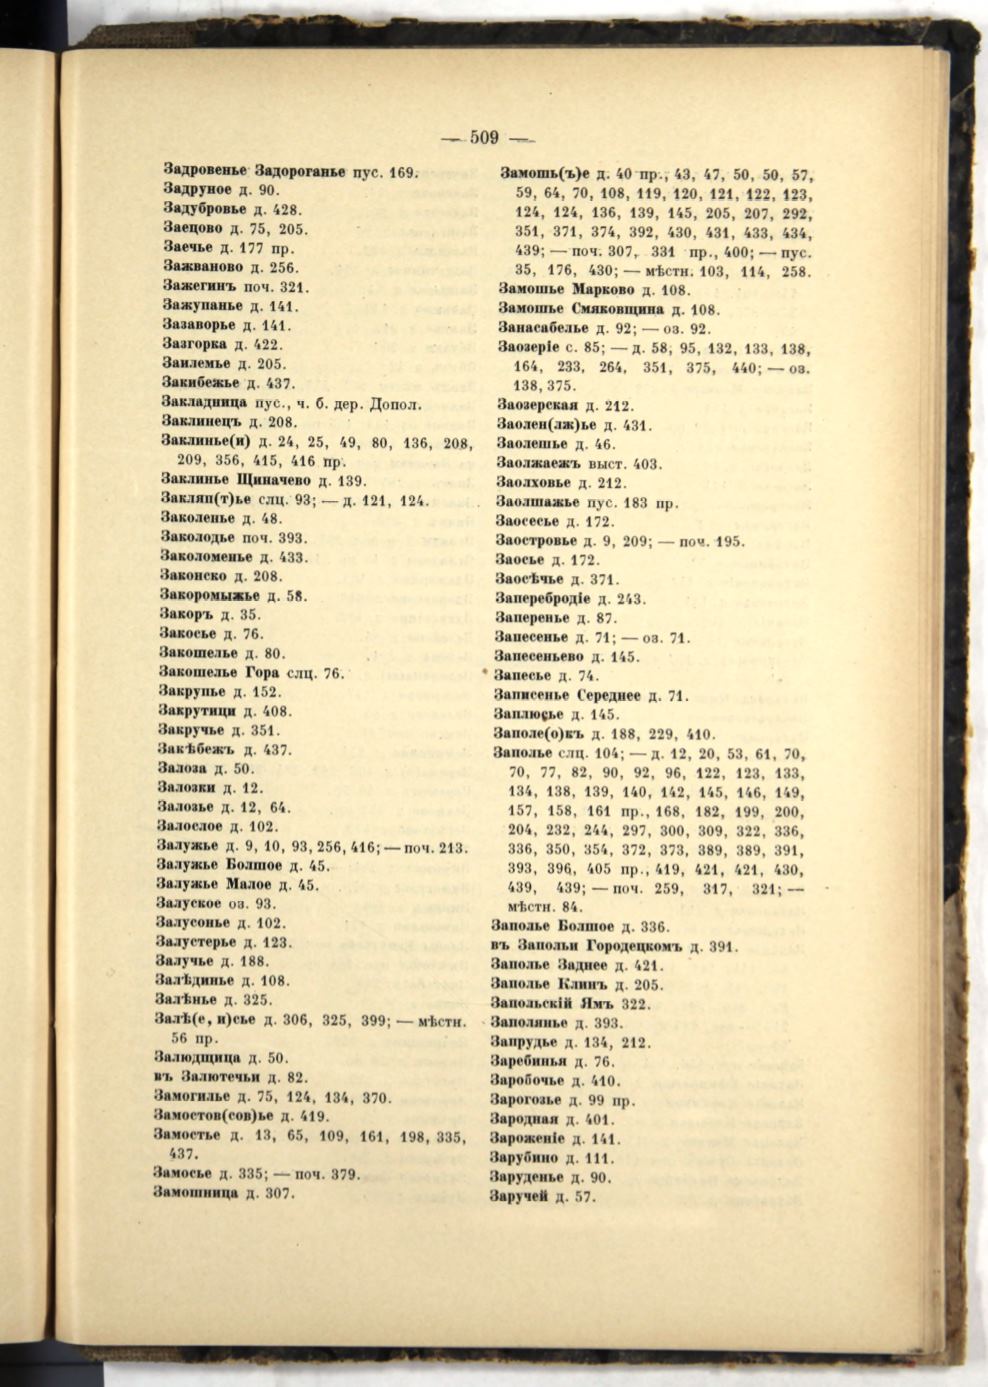 — 509 —
Задровенье Задороганье пус. 169.
Задруное д. 90.
Задубровье д. 428.
Заецово д. 75, 205.
Заечье д. 177 пр.
Зажваново д. 256.
Зажегинъ поч. 321.
Зажупанье д. 141.
Зазаворье д. 141.
Зазгорка д. 422.
Заилемье д. 205.
Закибежье д. 437.
Закладница пус., ч. б. дер. Допол.
Заклинецъ д. 208.
Заклинье(и) д. 24, 25, 49, 80, 136, 208,
209, 356, 415, 416 пр.
Заклинье Щиначево д. 139.
Закляп(т)ье слц. 93; — д. 121, 124.
Заколенье д. 48.
Заколодье поч. 393.
Заколоменье д. 433.
Законско д. 208.
Закоромыжье д. 58.
Закоръ д. 35.
Закосье д. 76.
Закошелье д. 80.
Закошелье Гора слц. 76.
Закрупье д. 152.
Закрутици д. 408.
Закручье д. 351.
Закѣбежъ д. 437.
Залоза д. 50.
Залозки д. 12.
Залозье д. 12, 64.
Залослое д. 102.
Залужье д. 9, 10, 93, 256, 416; — поч. 213.
Залужье Болшое д. 45.
Залужье Малое д. 45.
Залуское оз. 93.
Залусонье д. 102.
Залустерье д. 123.
Залучье д. 188.
Залѣдинье д. 108.
Залѣнье д. 325.
Залѣ(е, и)сье д. 306, 325, 399; — мѣстн.
56 пр.
Залюдщица д. 50.
въ Залютечьи д. 82.
Замогилье д. 75, 124, 134, 370.
Замостов(сов)ье д. 419.
Замостье д. 13, 65, 109, 161, 198, 335,
437.
Замосье д. 335; — поч. 379.
Замошница д. 307.
Замошь(ъ)е д. 40 пр., 43, 47, 50, 50, 57,
59, 64, 70, 108, 119, 120, 121, 122, 123,
124, 124, 136, 139, 145, 205, 207, 292,
351, 371, 374, 392, 430, 431, 433, 434,
439; — поч. 307, 331 пр., 400; — пус.
35, 176, 430; — мѣстн. 103, 114, 258.
Замошье Марково д. 108.
Замошье Смяковщина д. 108.
Занасабелье д. 92; — оз. 92.
Заозеріе с. 85; — д. 58, 95, 132, 133, 138,
164, 233, 264, 351, 375, 440; — оз.
138, 375.
Заозерская д. 212.
Заолен(лж)ье д. 431.
Заолешье д. 46.
Заолжаежъ выст. 403.
Заолховье д. 212.
Заолшажье пус. 183 пр.
Заосесье д. 172.
Заостровье д. 9, 209; — поч. 195.
Заосье д. 172.
Заосѣчье д. 371.
Заперебродіе д. 243.
Заперенье д. 87.
Запесенье д. 71; — оз. 71.
Запесеньево д. 145.
Запесье д. 74.
Записенье Середнее д. 71.
Заплюсье д. 145.
Заполе(о)къ д. 188, 229, 410.
Заполье слц. 104; — д. 12, 20, 53, 61, 70,
70, 77, 82, 90, 92, 96, 122, 123, 133,
134, 138, 139, 140, 142, 145, 146, 149,
157, 158, 161 пр., 168, 182, 199, 200,
204, 232, 244, 297, 300, 309, 322, 336,
336, 350, 354, 372, 373, 389, 389, 391,
393, 396, 405 пр., 419, 421, 421, 430,
439, 439; — поч. 259, 317, 321; —
мѣстн. 84.
Заполье Болшое д. 336.
въ Запольи Городецкомъ д. 391.
Заполье Заднее д. 421.
Заполье Клинъ д. 205.
Запольскій Ямъ 322.
Заполянье д. 393.
Запрудье д. 134, 212.
Заребинья д. 76.
Заробочье д. 410.
Зарогозье д. 99 пр.
Зародная д. 401.
Зароженіе д. 141.
Зарубино д. 111.
Заруденье д. 90.
Заручей д. 57.